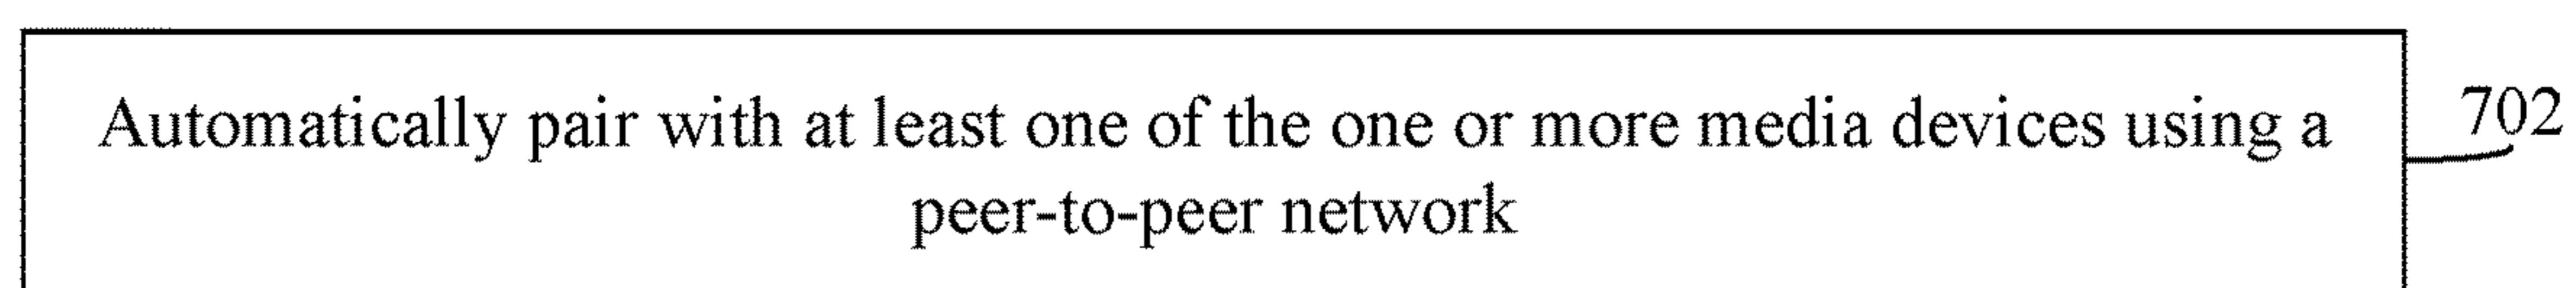 Automatically pair with at least one of the one or more media devices using a
702
peer-to-peer network